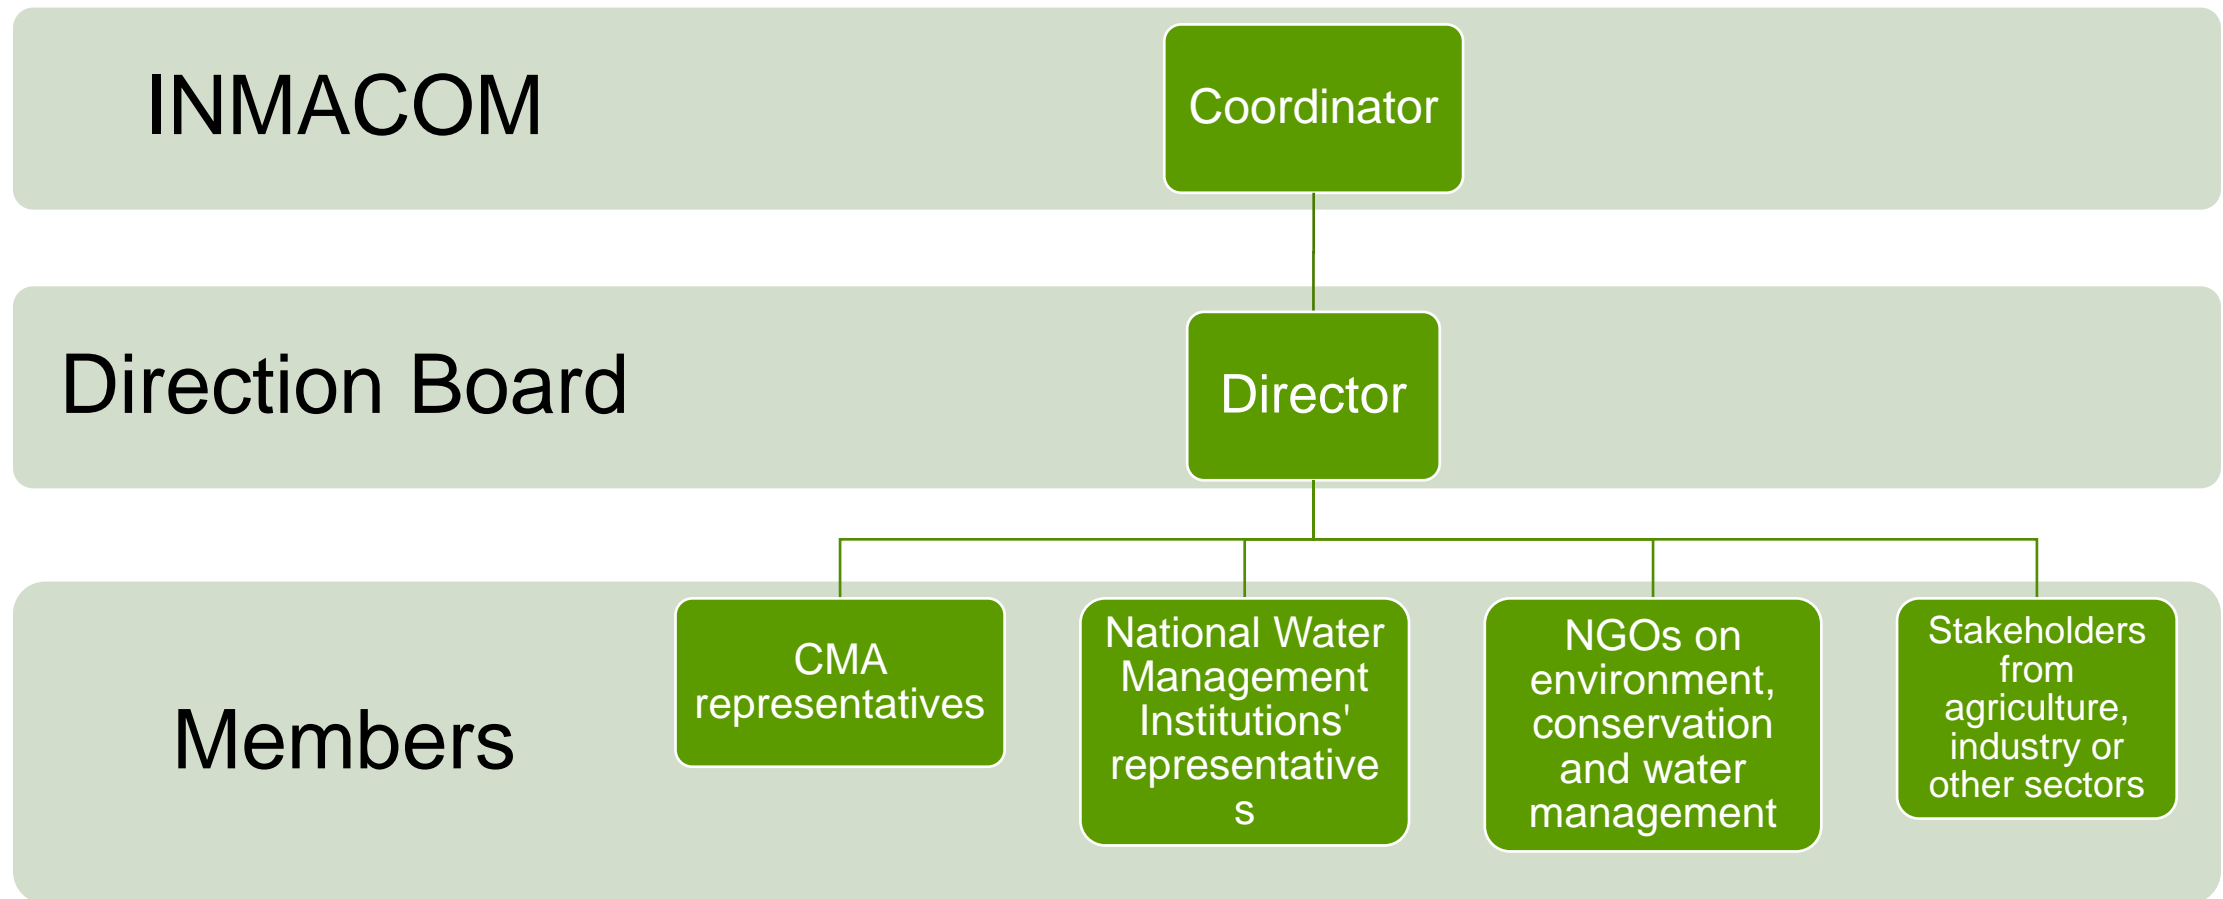 INMACOM
Coordinator
Direction Board
Director
Members
CMA
representatives
National Water
Management
Institutions'
representative
s
NGOs on
environment,
conservation
and water
management
Stakeholders
from
agriculture,
industry or
other sectors